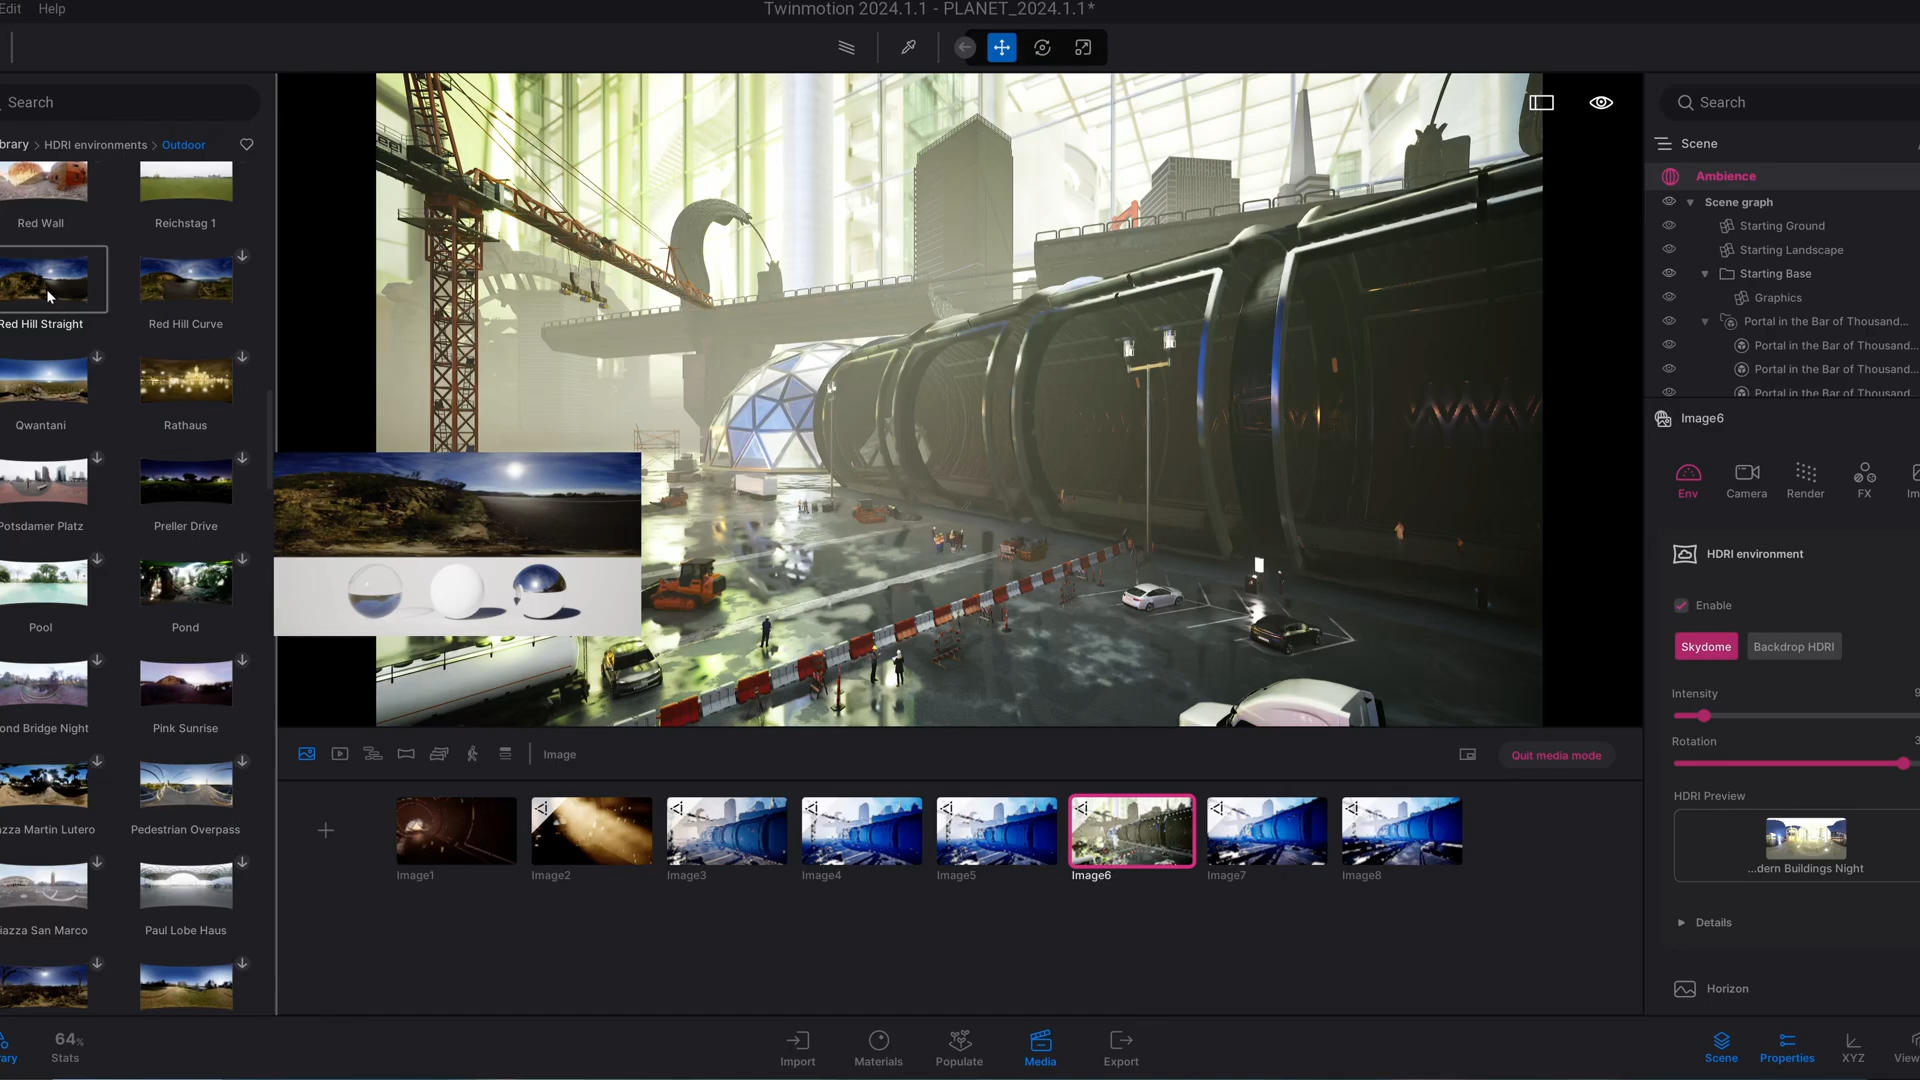 Edit Help
Twinmotion 2024.1.1 - PLANET_2024.1.1*
Search
brary > HDRI environments > Outdoor
Red Wall
Reichstag 1
Red Hill Straight
Red Hill Curve
Qwantani
Rathaus
Potsdamer Platz
Preller Drive
Pool
Pond
ond Bridge Night
Pink Sunrise
azza Martin Lutero
Pedestrian Overpass
iazza San Marco
Paul Lobe Haus
rary
64%
Stats
Image
Quit media mode
Image1
Image2
Image3
Image4
Image5
Image6
Image7
Image8
Import
Materials
Populate
Media
Export
Search
Scene
Ambience
Scene graph
Starting Ground
Starting Landscape
Starting Base
Graphics
Portal in the Bar of Thousand...
Portal in the Bar of Thousand...
Portal in the Bar of Thousand...
Portal in the Bar of Thousand...
Image6
Env
Camera
Render
FX
Im
HDRI environment
Enable
Skydome
Backdrop HDRI
Intensity
9
Rotation
3
HDRI Preview
...dern Buildings Night
Details
Horizon
Scene
Properties
XYZ
View